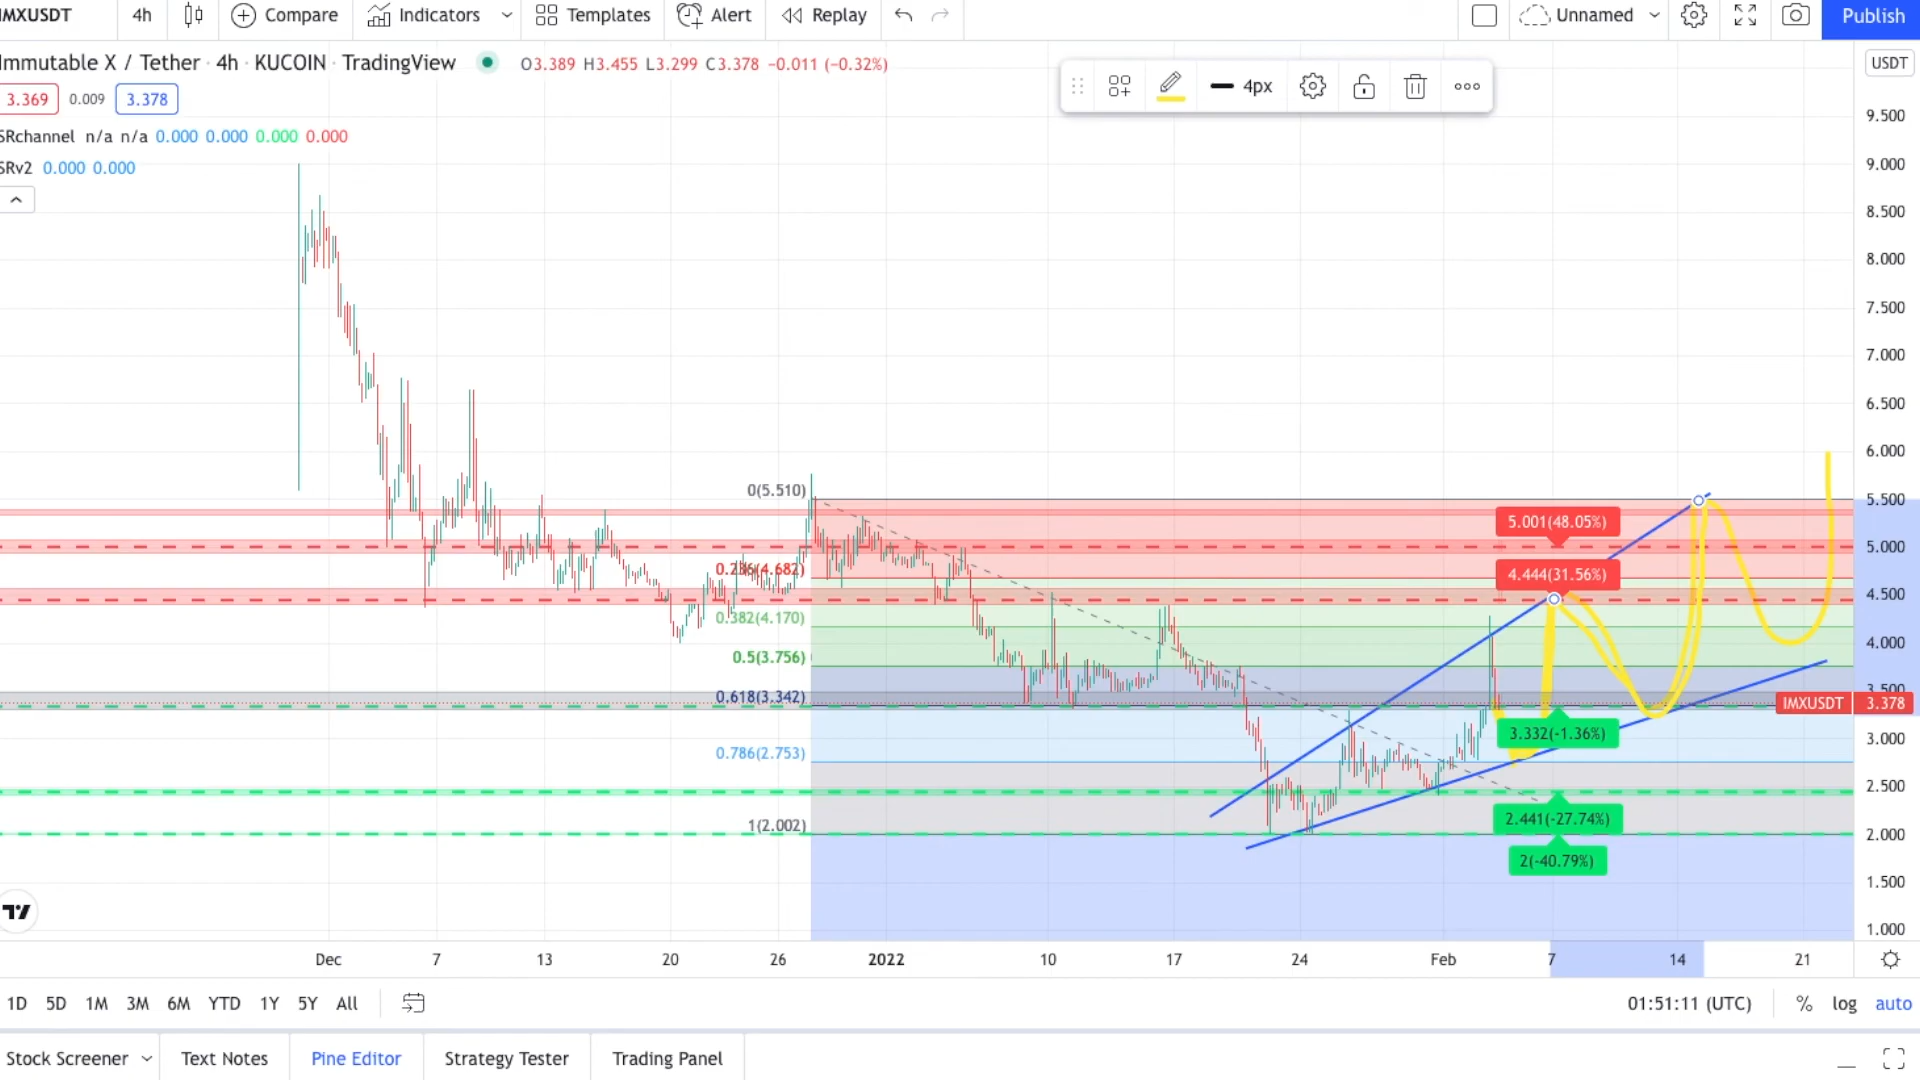 IMXUSDT 4h Compare Indicators Templates Alert Replay Unnamed Publish
Immutable X / Tether · 4h · KUCOIN · TradingView O3.389 H3.455 L3.299 C3.378 −0.011 (−0.32%)
4px
USDT
3.369 0.009 3.378
SRchannel n/a n/a 0.000 0.000 0.000 0.000
SRv2 0.000 0.000
9.500
9.000
8.500
8.000
7.500
7.000
6.500
6.000
5.500
5.000
4.500
4.000
3.500
IMXUSDT 3.378
3.000
2.500
2.000
1.500
1.000
0(5.510)
0.236(4.682)
0.382(4.170)
0.5(3.756)
0.618(3.342)
0.786(2.753)
1(2.002)
5.001(48.05%)
4.444(31.56%)
3.332(-1.36%)
2.441(-27.74%)
2(-40.79%)
Dec 7 13 20 26 2022 10 17 24 Feb 7 14 21
1D 5D 1M 3M 6M YTD 1Y 5Y All 01:51:11 (UTC) % log auto
Stock Screener Text Notes Pine Editor Strategy Tester Trading Panel